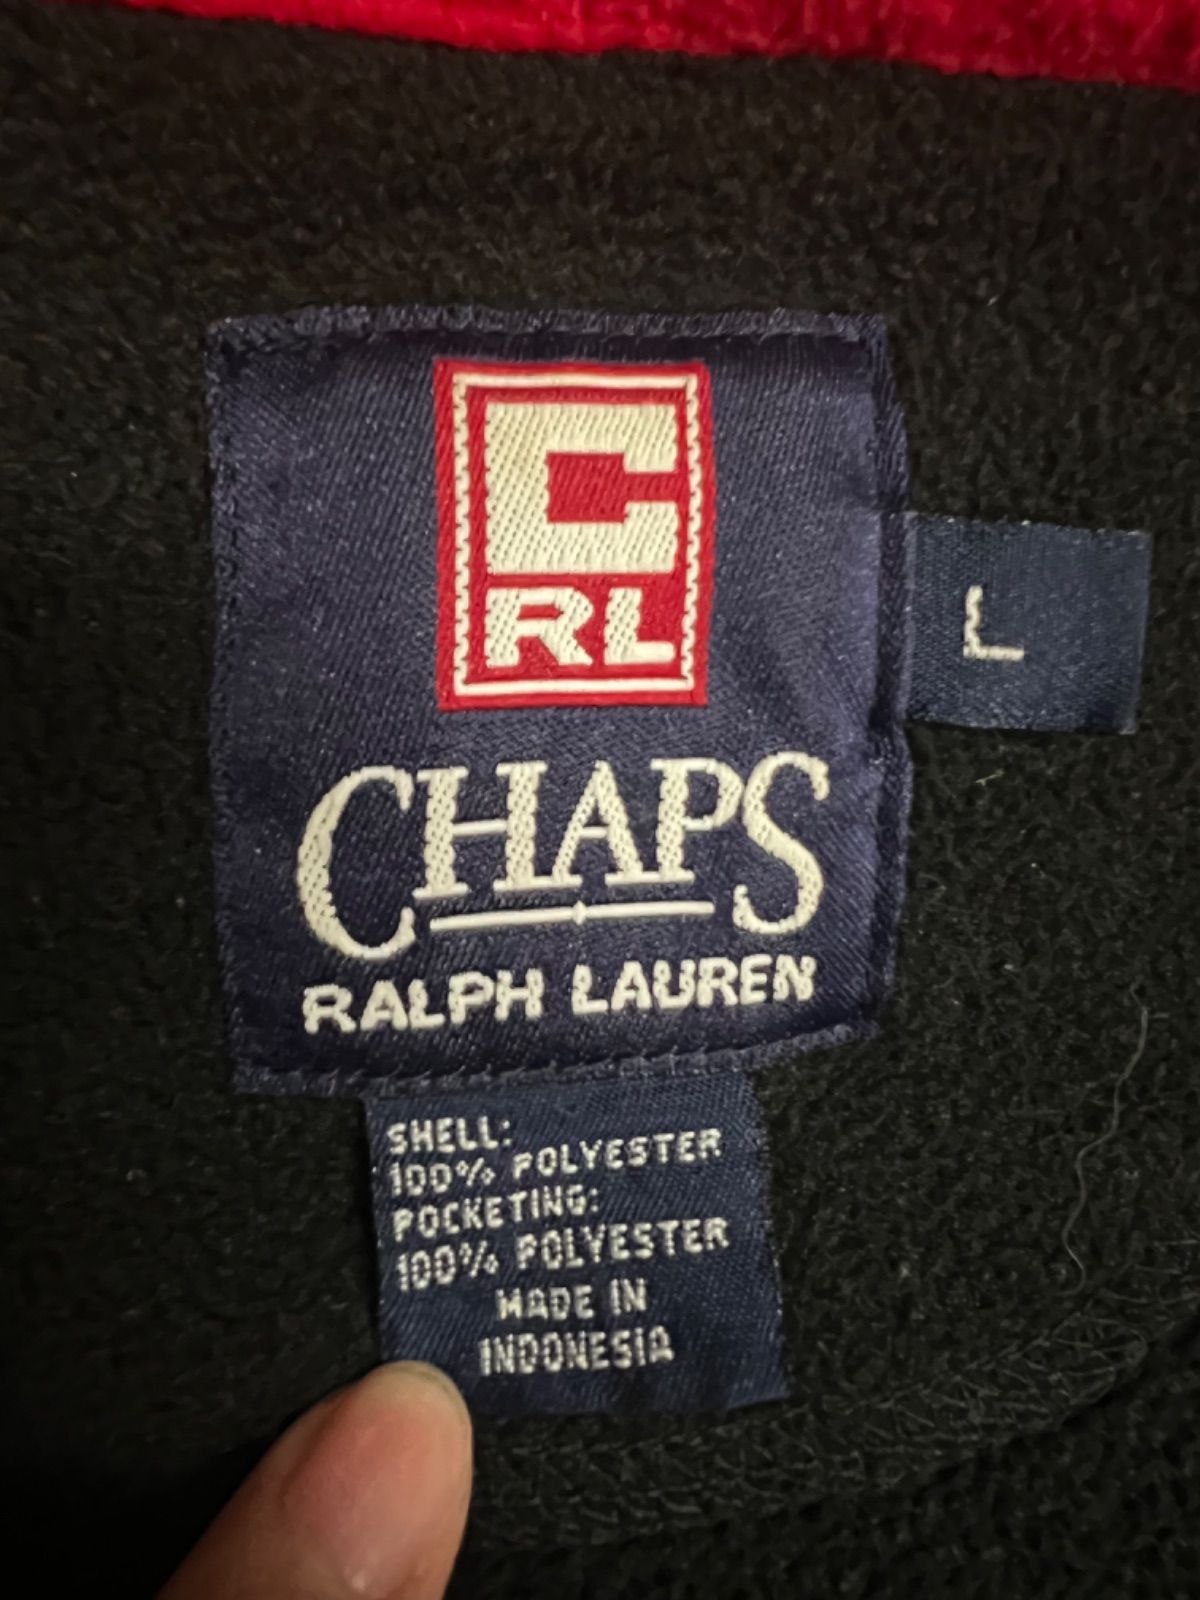 C
RL
L
CHAPS
RALPH LAUREN
SHELL:
100% POLYESTER
POCKETING:
100% POLYESTER
MADE IN
INDONESIA